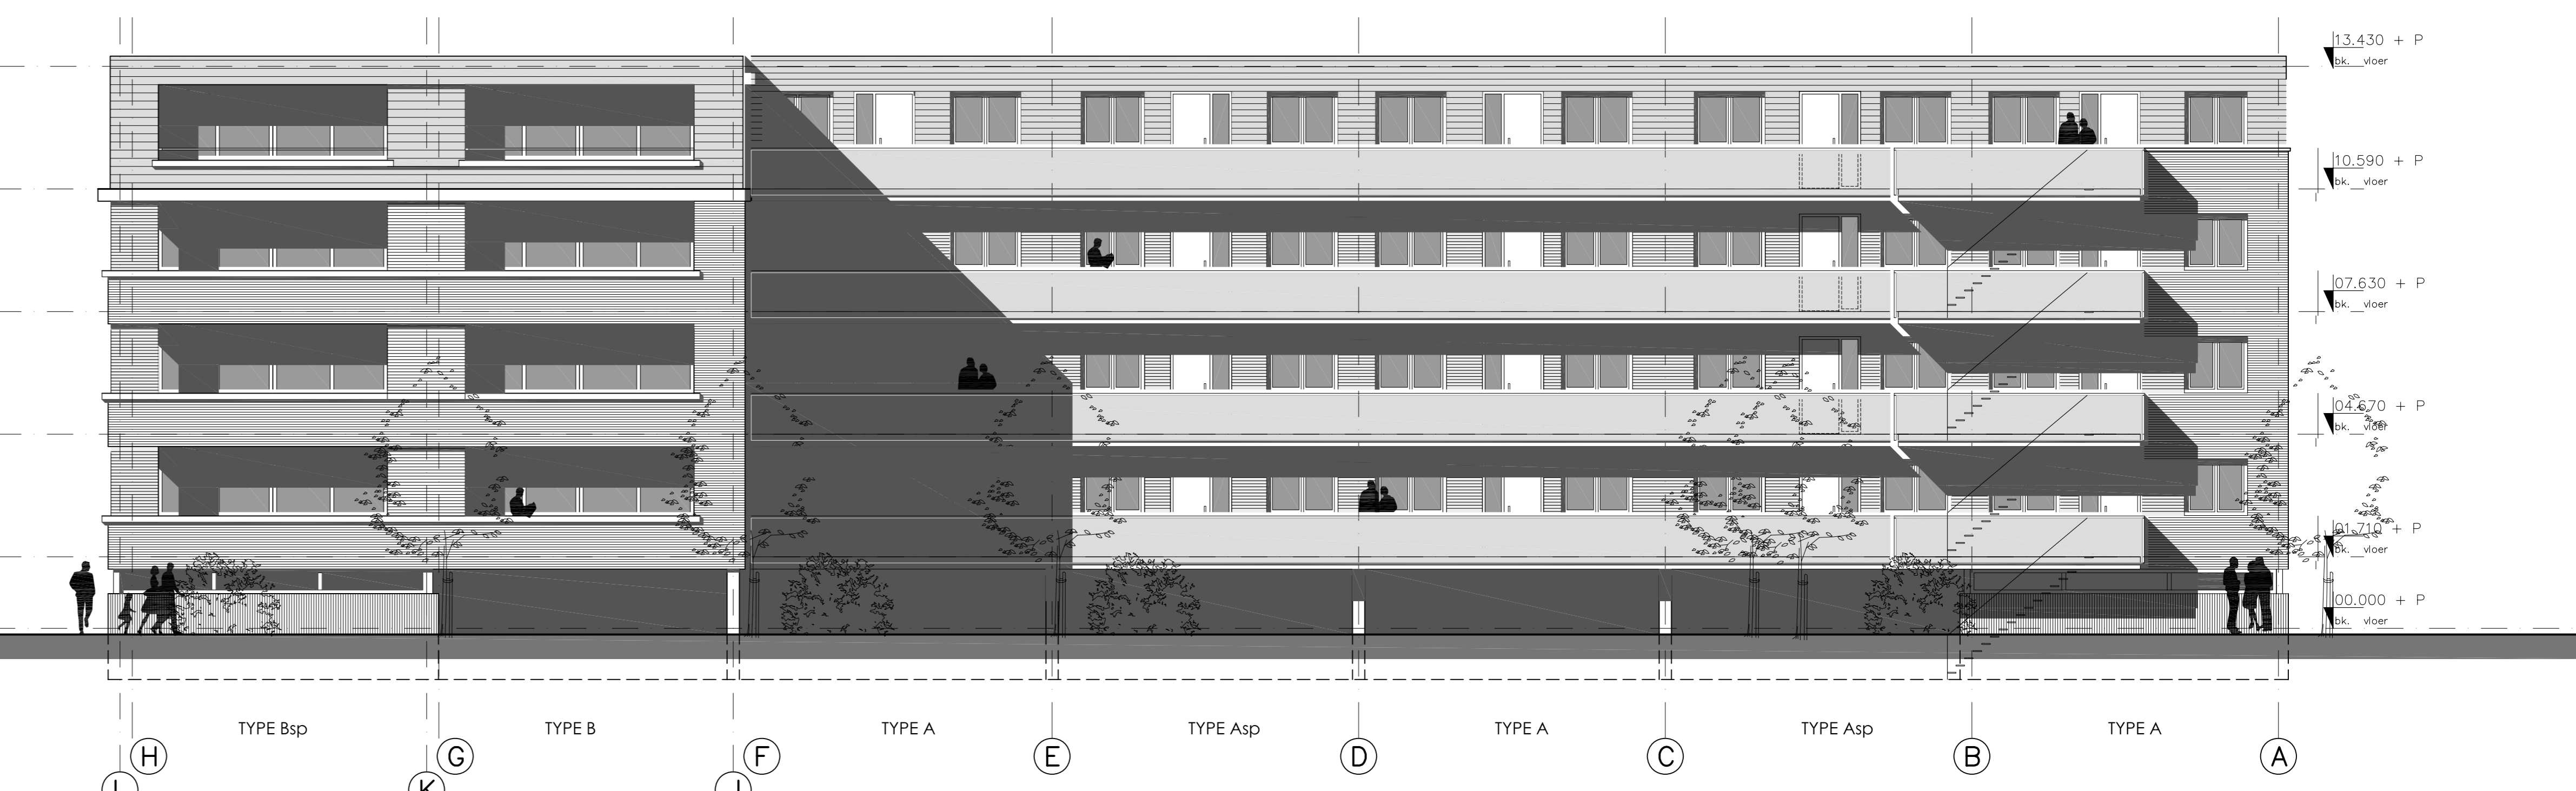 13.430 + P
bk. vloer
10.590 + P
bk. vloer
07.630 + P
bk. vloer
04.670 + P
bk. vloer
01.710 + P
bk. vloer
00.000 + P
bk. vloer
TYPE Bsp TYPE B TYPE A TYPE Asp TYPE A TYPE Asp TYPE A
H G F E D C B A
K